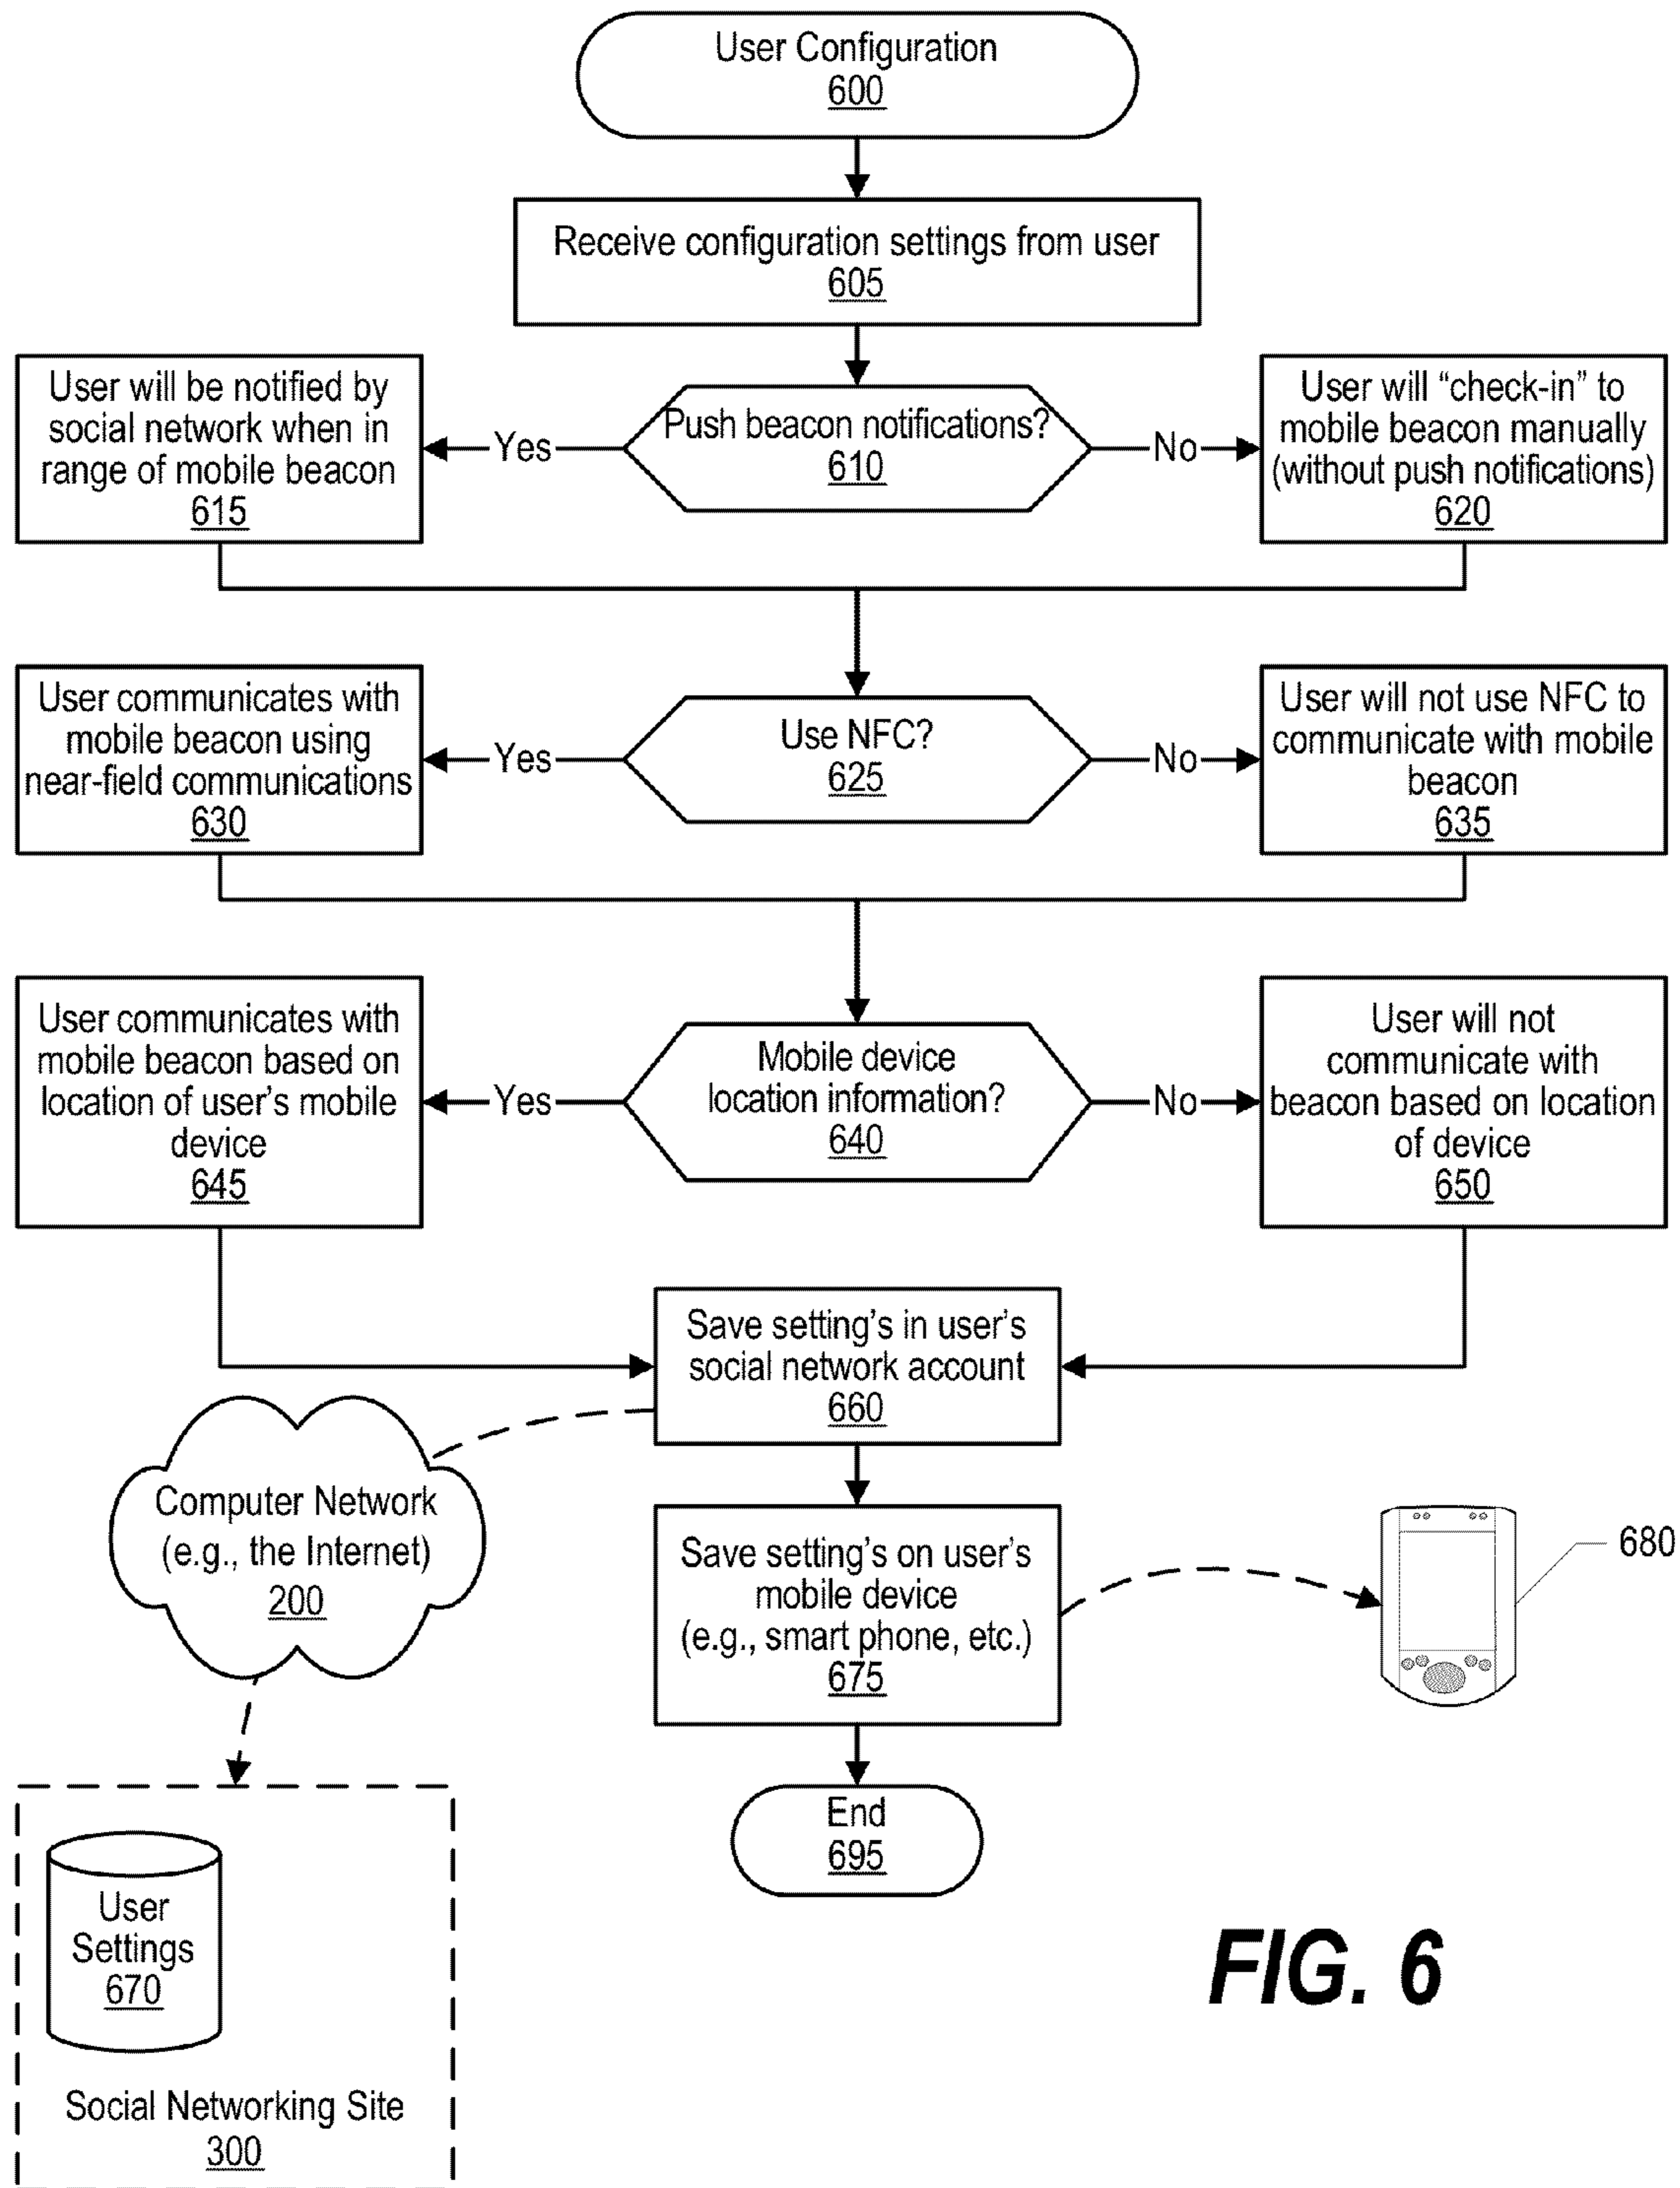 User Configuration
600
Receive configuration settings from user
605
User will be notified by
social network when in
range of mobile beacon
615
Yes
Push beacon notifications?
610
No
User will “check-in” to
mobile beacon manually
(without push notifications)
620
User communicates with
mobile beacon using
near-field communications
630
Yes
Use NFC?
625
No
User will not use NFC to
communicate with mobile
beacon
635
User communicates with
mobile beacon based on
location of user’s mobile
device
645
Yes
Mobile device
location information?
640
No
User will not
communicate with
beacon based on location
of device
650
Save setting’s in user’s
social network account
660
Computer Network
(e.g., the Internet)
200
Save setting’s on user’s
mobile device
(e.g., smart phone, etc.)
675
680
End
695
User
Settings
670
Social Networking Site
300
FIG. 6